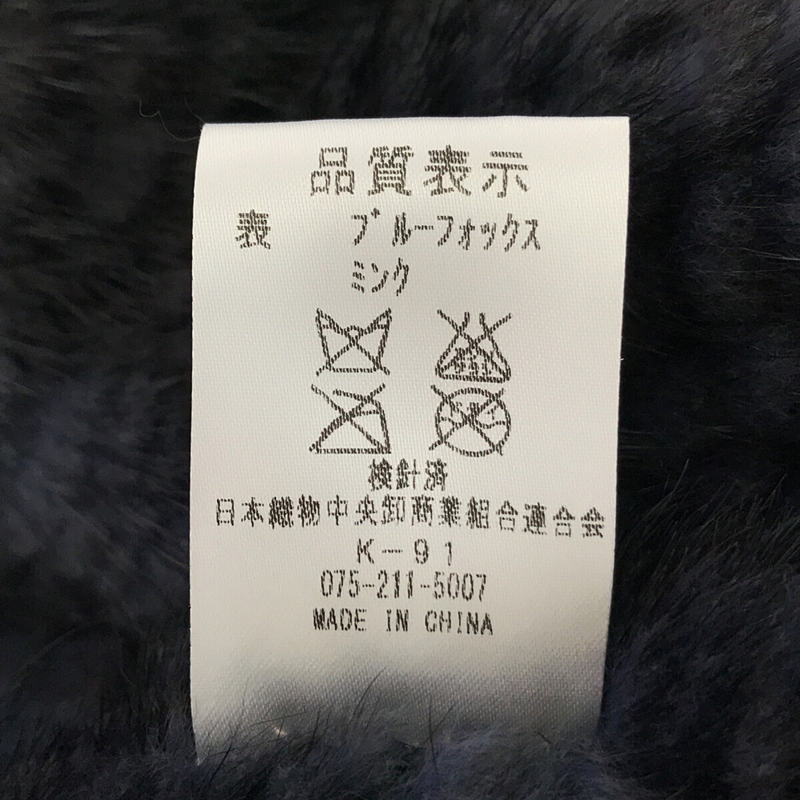 品質表示
表 ブルーフォックス
ミンク
検針済
日本織物中央卸商業組合連合会
K-91
075-211-5007
MADE IN CHINA